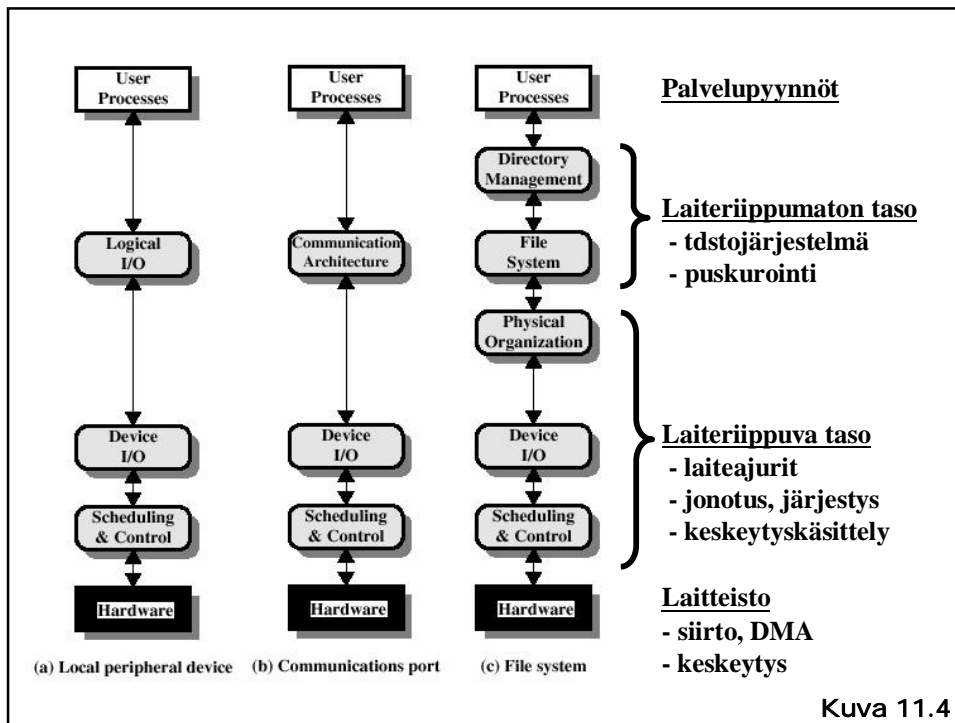 User
Processes
Logical
I/O
Device
I/O
Scheduling
& Control
Hardware
(a) Local peripheral device
User
Processes
Communication
Architecture
Device
I/O
Scheduling
& Control
Hardware
(b) Communications port
User
Processes
Directory
Management
File
System
Physical
Organization
Device
I/O
Scheduling
& Control
Hardware
(c) File system
Palvelupyynnöt
Laiteriippumaton taso
- tdstojärjestelmä
- puskurointi
Laiteriippuva taso
- laiteajurit
- jonotus, järjestys
- keskeytyskäsittely
Laitteisto
- siirto, DMA
- keskeytys
Kuva 11.4